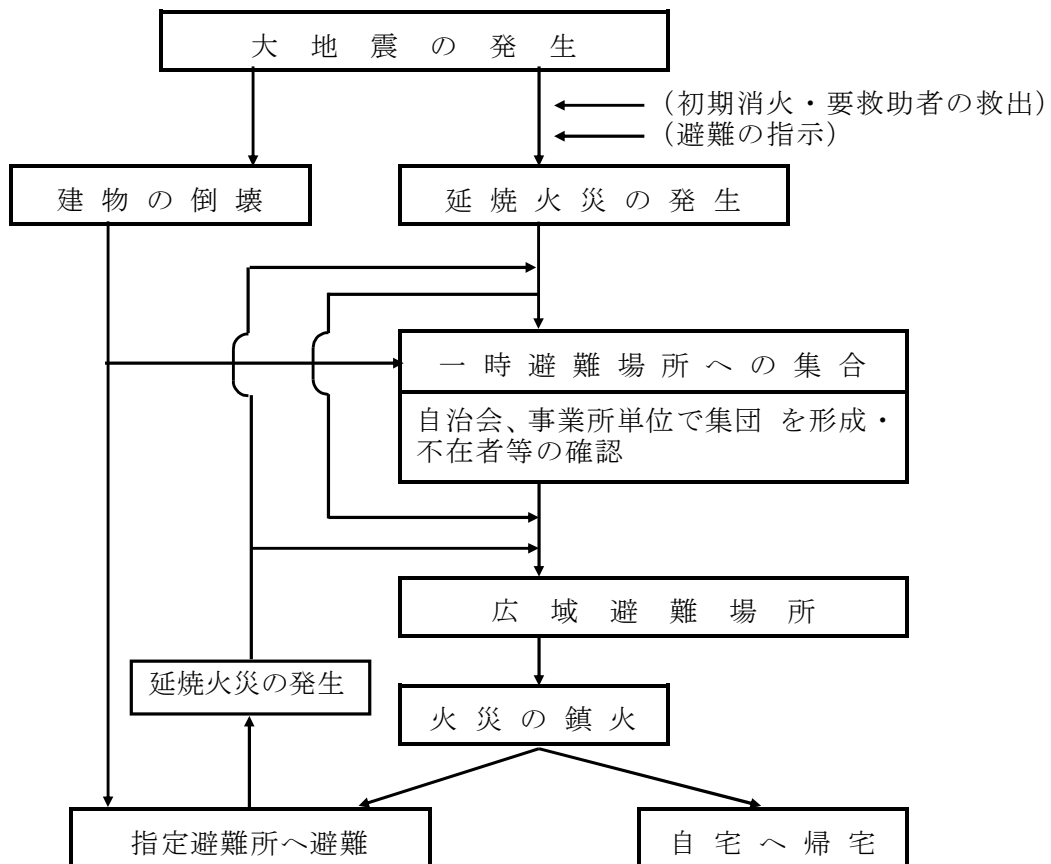 大地震の発生
(初期消火・要救助者の救出)
(避難の指示)
建物の倒壊
延焼火災の発生
一時避難場所への集合
自治会、事業所単位で集団 を形成・
不在者等の確認
広域避難場所
延焼火災の発生
火災の鎮火
指定避難所へ避難
自宅へ帰宅